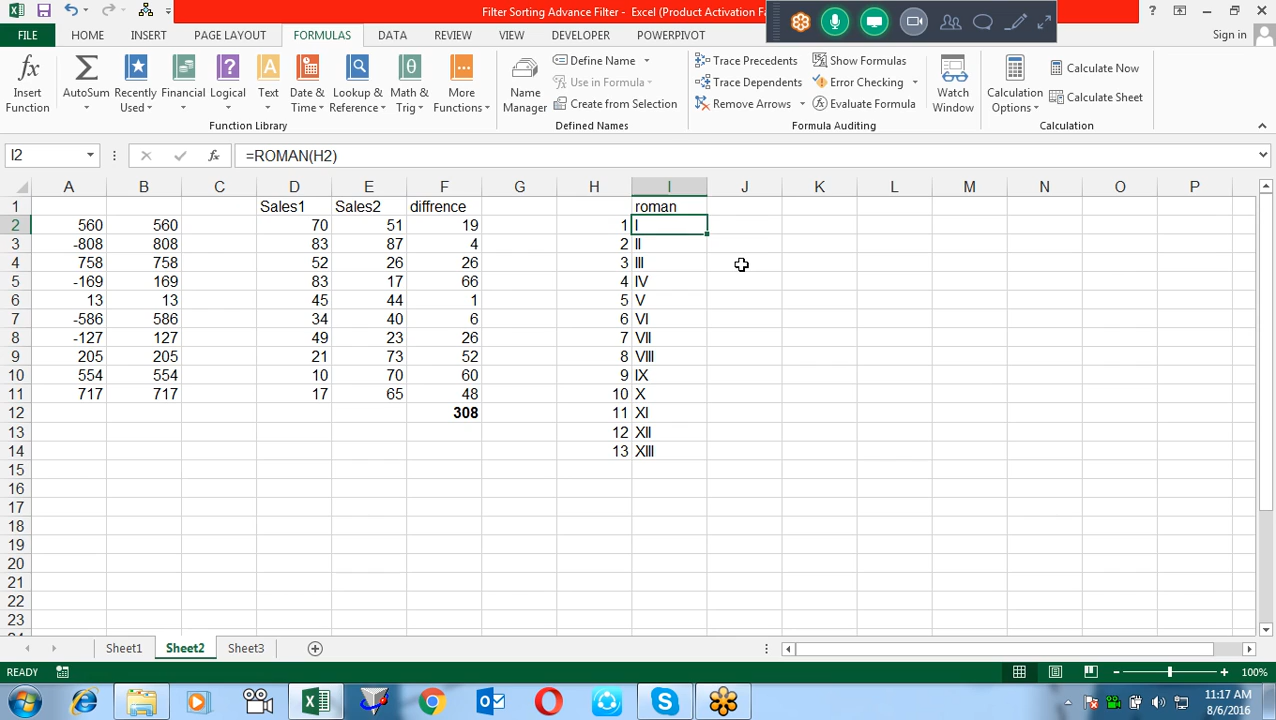 Filter Sorting Advance Filter - Excel (Product Activation Fa
Sign in
FILE HOME INSERT PAGE LAYOUT FORMULAS DATA REVIEW VIEW DEVELOPER POWERPIVOT
Insert Function
AutoSum
Recently Used
Financial
Logical
Text
Date & Time
Lookup & Reference
Math & Trig
More Functions
Function Library
Name Manager
Define Name
Use in Formula
Create from Selection
Defined Names
Trace Precedents
Trace Dependents
Remove Arrows
Show Formulas
Error Checking
Evaluate Formula
Formula Auditing
Watch Window
Calculation Options
Calculate Now
Calculate Sheet
Calculation
I2 fx =ROMAN(H2)
A B C D E F G H I J K L M N O P
1 Sales1 Sales2 diffrence roman
2 560 560 70 51 19 1 I
3 -808 808 83 87 4 2 II
4 758 758 52 26 26 3 III
5 -169 169 83 17 66 4 IV
6 13 13 45 44 1 5 V
7 -586 586 34 40 6 6 VI
8 -127 127 49 23 26 7 VII
9 205 205 21 73 52 8 VIII
10 554 554 10 70 60 9 IX
11 717 717 17 65 48 10 X
12 308 11 XI
13 12 XII
14 13 XIII
15
16
17
18
19
20
21
22
23
Sheet1 Sheet2 Sheet3
READY 100%
11:17 AM
8/6/2016